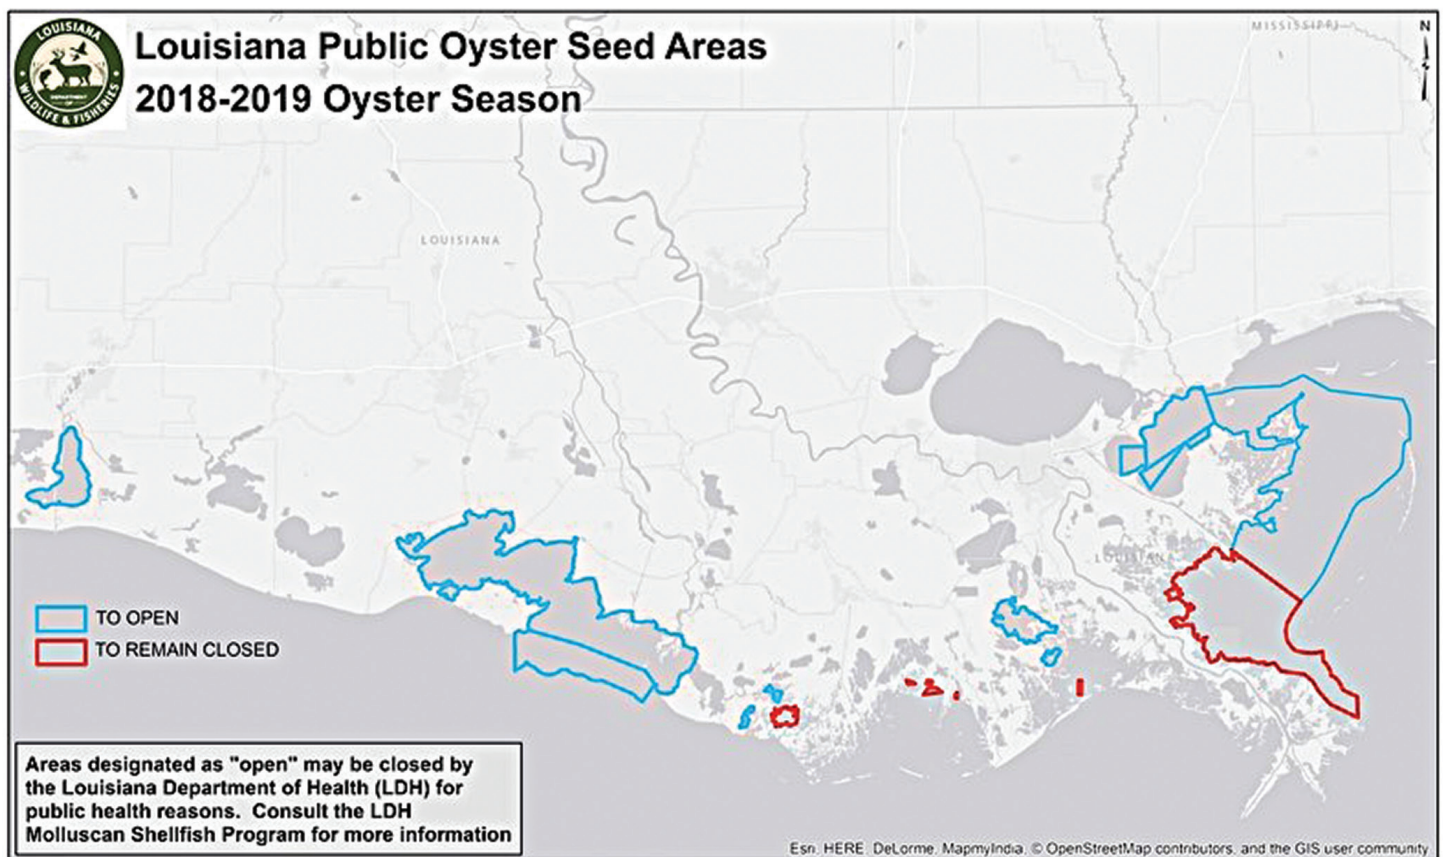 LOUISIANA
DEPARTMENT
OF
WILDLIFE & FISHERIES
Louisiana Public Oyster Seed Areas
2018-2019 Oyster Season
MISSISSIPPI
N
LOUISIANA
LOUISIANA
TO OPEN
TO REMAIN CLOSED
Areas designated as "open" may be closed by
the Louisiana Department of Health (LDH) for
public health reasons. Consult the LDH
Molluscan Shellfish Program for more information
Esri, HERE, DeLorme, MapmyIndia, © OpenStreetMap contributors, and the GIS user community